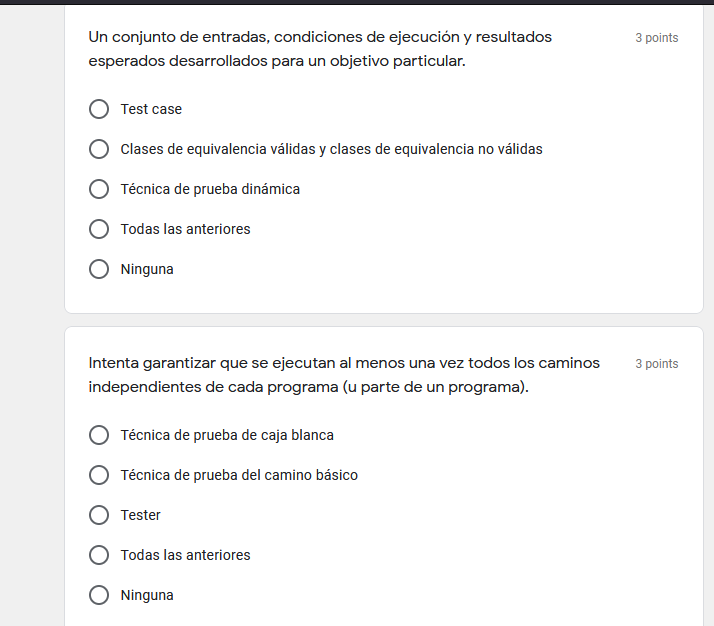 Un conjunto de entradas, condiciones de ejecución y resultados
esperados desarrollados para un objetivo particular.
3 points
Test case
Clases de equivalencia válidas y clases de equivalencia no válidas
Técnica de prueba dinámica
Todas las anteriores
Ninguna
Intenta garantizar que se ejecutan al menos una vez todos los caminos
independientes de cada programa (u parte de un programa).
3 points
Técnica de prueba de caja blanca
Técnica de prueba del camino básico
Tester
Todas las anteriores
Ninguna